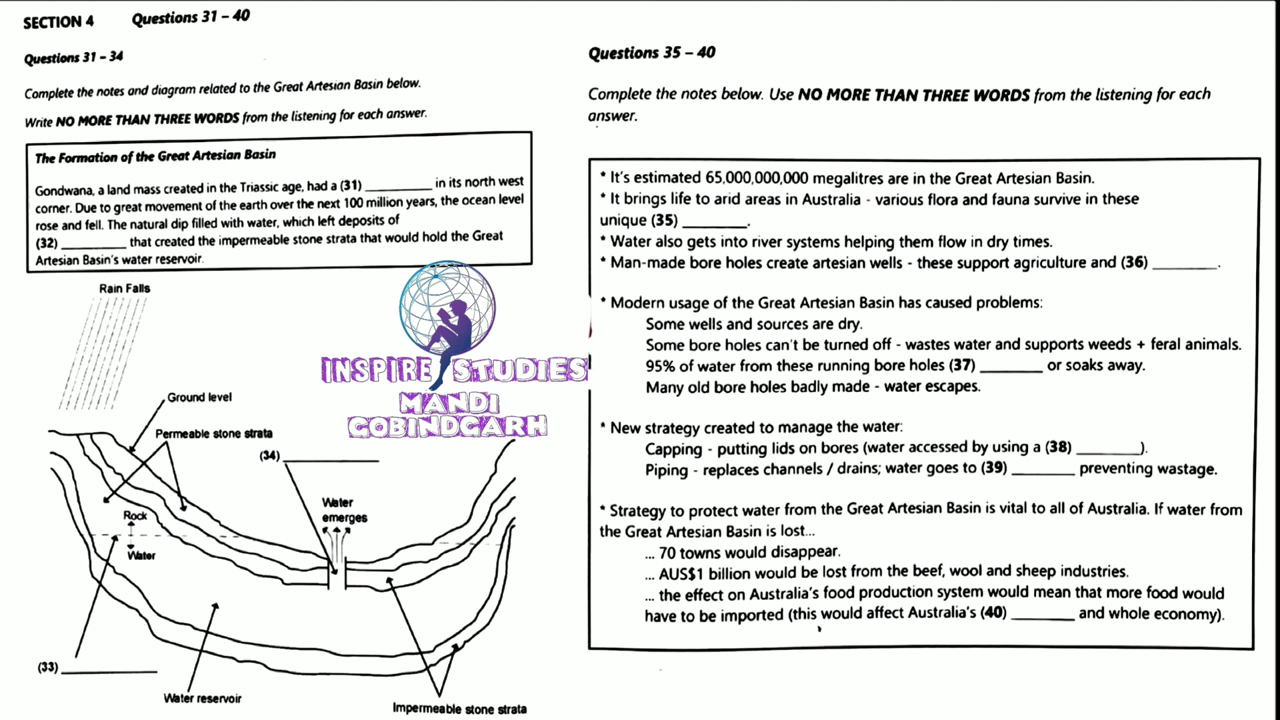 SECTION 4 Questions 31 – 40
Questions 31 – 34
Complete the notes and diagram related to the Great Artesian Basin below.
Write NO MORE THAN THREE WORDS from the listening for each answer.
The Formation of the Great Artesian Basin
Gondwana, a land mass created in the Triassic age, had a (31) __________ in its north west
corner. Due to great movement of the earth over the next 100 million years, the ocean level
rose and fell. The natural dip filled with water, which left deposits of
(32) __________ that created the impermeable stone strata that would hold the Great
Artesian Basin's water reservoir.
Rain Falls
Ground level
Permeable stone strata
(34) __________
Water
emerges
Rock
Water
(33) __________
Water reservoir
Impermeable stone strata
INSPIRE STUDIES
MANDI
GOBINDGARH
Questions 35 – 40
Complete the notes below. Use NO MORE THAN THREE WORDS from the listening for each
answer.
* It's estimated 65,000,000,000 megalitres are in the Great Artesian Basin.
* It brings life to arid areas in Australia - various flora and fauna survive in these
unique (35) __________.
* Water also gets into river systems helping them flow in dry times.
* Man-made bore holes create artesian wells - these support agriculture and (36) __________.
* Modern usage of the Great Artesian Basin has caused problems:
Some wells and sources are dry.
Some bore holes can't be turned off - wastes water and supports weeds + feral animals.
95% of water from these running bore holes (37) __________ or soaks away.
Many old bore holes badly made - water escapes.
* New strategy created to manage the water:
Capping - putting lids on bores (water accessed by using a (38) __________).
Piping - replaces channels / drains; water goes to (39) __________ preventing wastage.
* Strategy to protect water from the Great Artesian Basin is vital to all of Australia. If water from
the Great Artesian Basin is lost...
... 70 towns would disappear.
... AUS$1 billion would be lost from the beef, wool and sheep industries.
... the effect on Australia's food production system would mean that more food would
have to be imported (this would affect Australia's (40) __________ and whole economy).